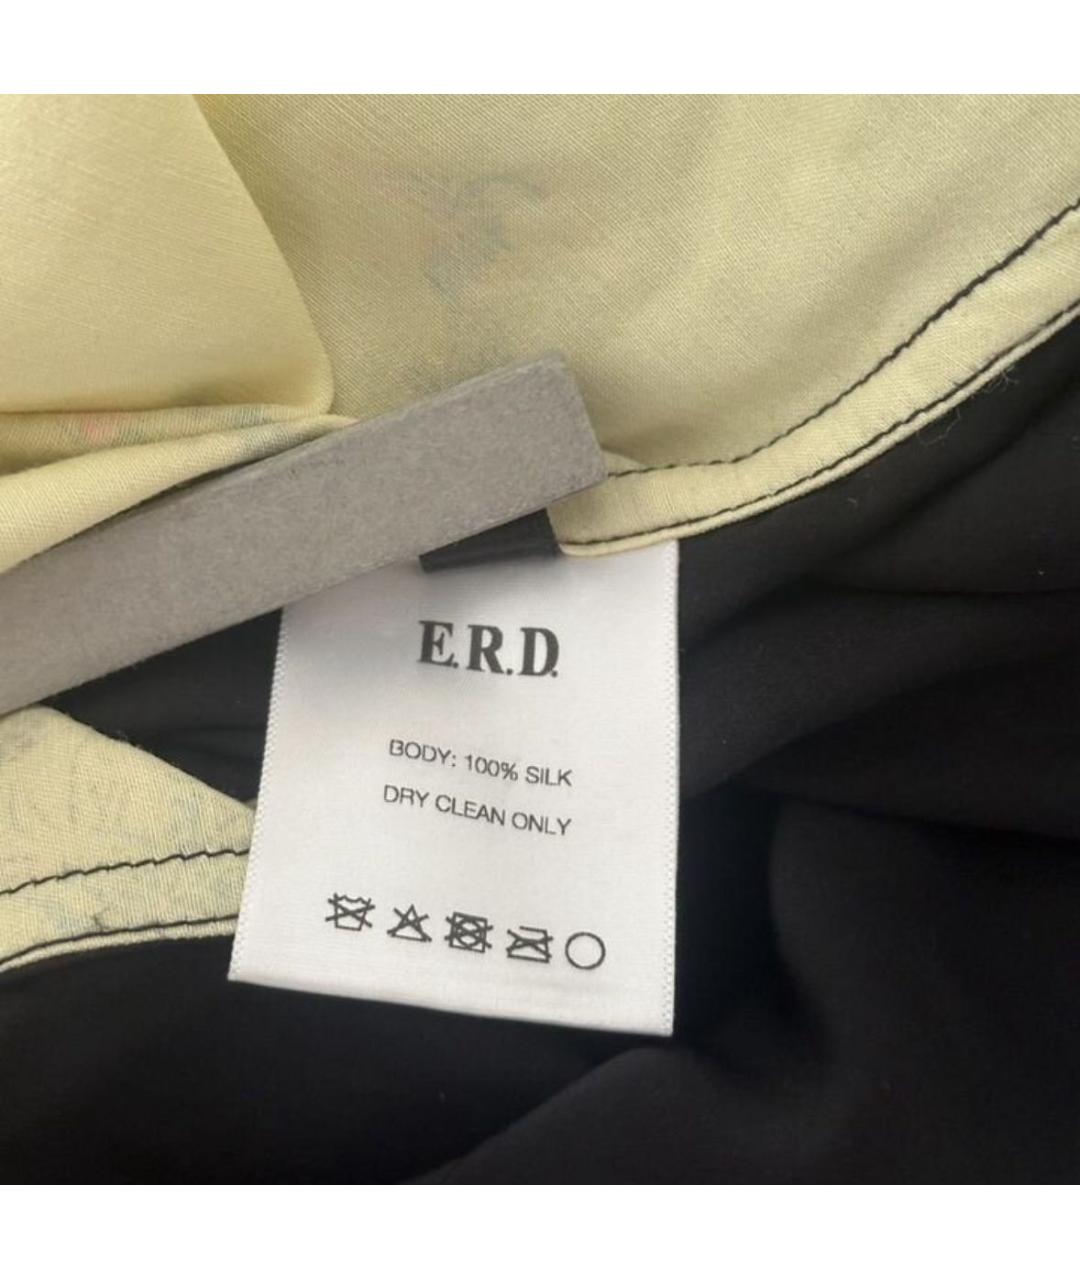 E.R.D.
BODY: 100% SILK
DRY CLEAN ONLY